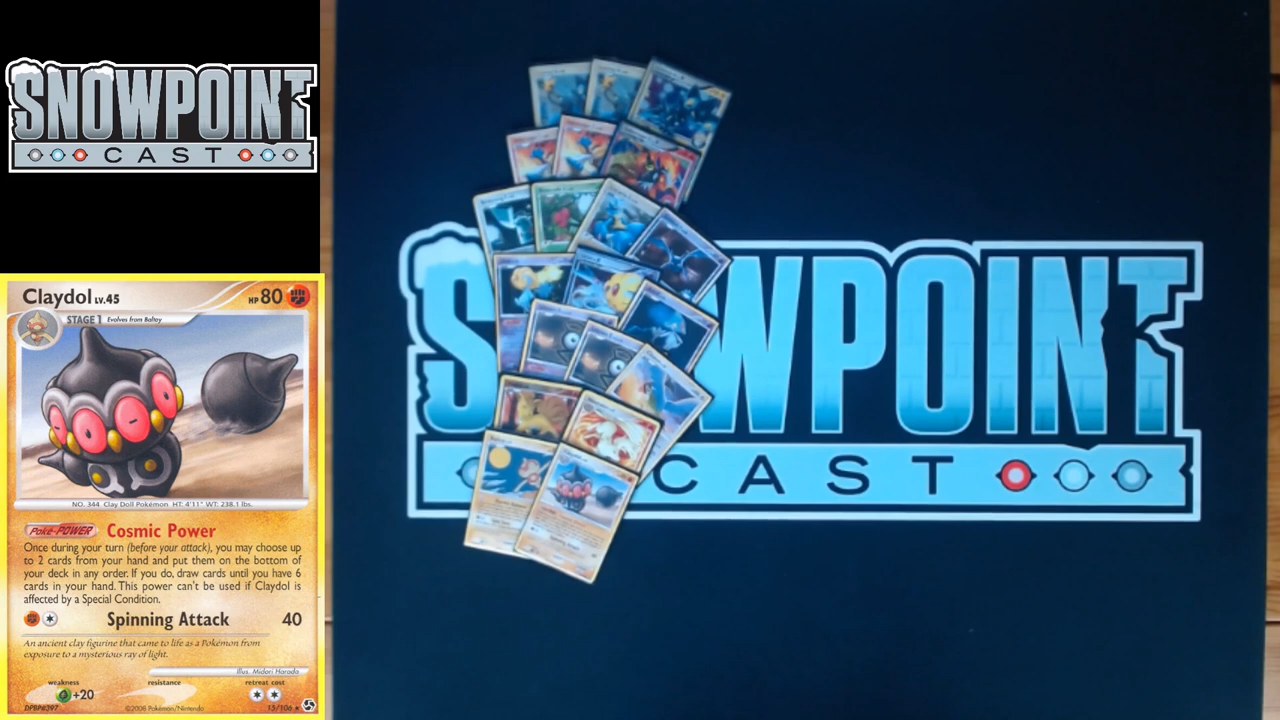 SNOWPOINT
CAST
Claydol LV.45 HP 80
STAGE 1 Evolves from Baltoy
NO. 344 Clay Doll Pokémon HT: 4'11" WT: 238.1 lbs.
Poké-POWER Cosmic Power
Once during your turn (before your attack), you may choose up
to 2 cards from your hand and put them on the bottom of
your deck in any order. If you do, draw cards until you have 6
cards in your hand. This power can't be used if Claydol is
affected by a Special Condition.
Spinning Attack 40
An ancient clay figurine that came to life as a Pokémon from
exposure to a mysterious ray of light.
Illus. Midori Harada
weakness resistance retreat cost
+20
DPBP#397 ©2008 Pokémon/Nintendo 15/106
S WPOINT
CAST